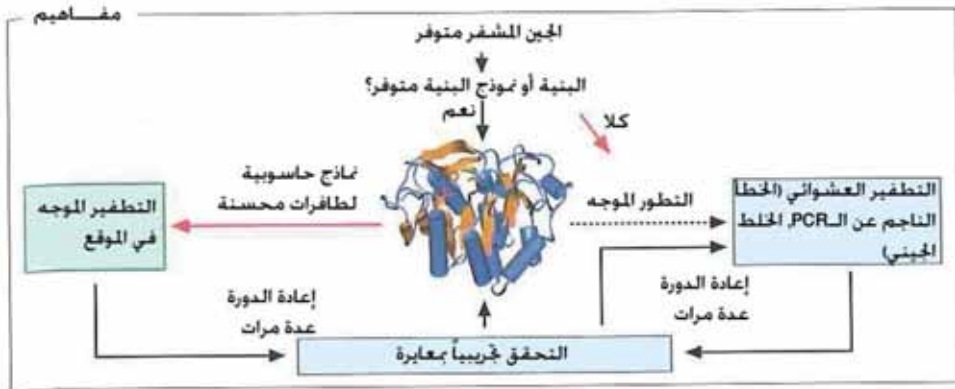 مفـــاهيم
الجين المشفر متوفر
البنية أو نموذج البنية متوفر؟
نعم
كلا
نماذج حاسوبية
لطافرات محسنة
التطفير الموجه
في الموقع
التطور الموجه
التطفير العشوائي (الخطأ
الناجم عن الـPCR، الخلط
الجيني)
إعادة الدورة
عدة مرات
إعادة الدورة
عدة مرات
التحقق تجريبياً بمعايرة